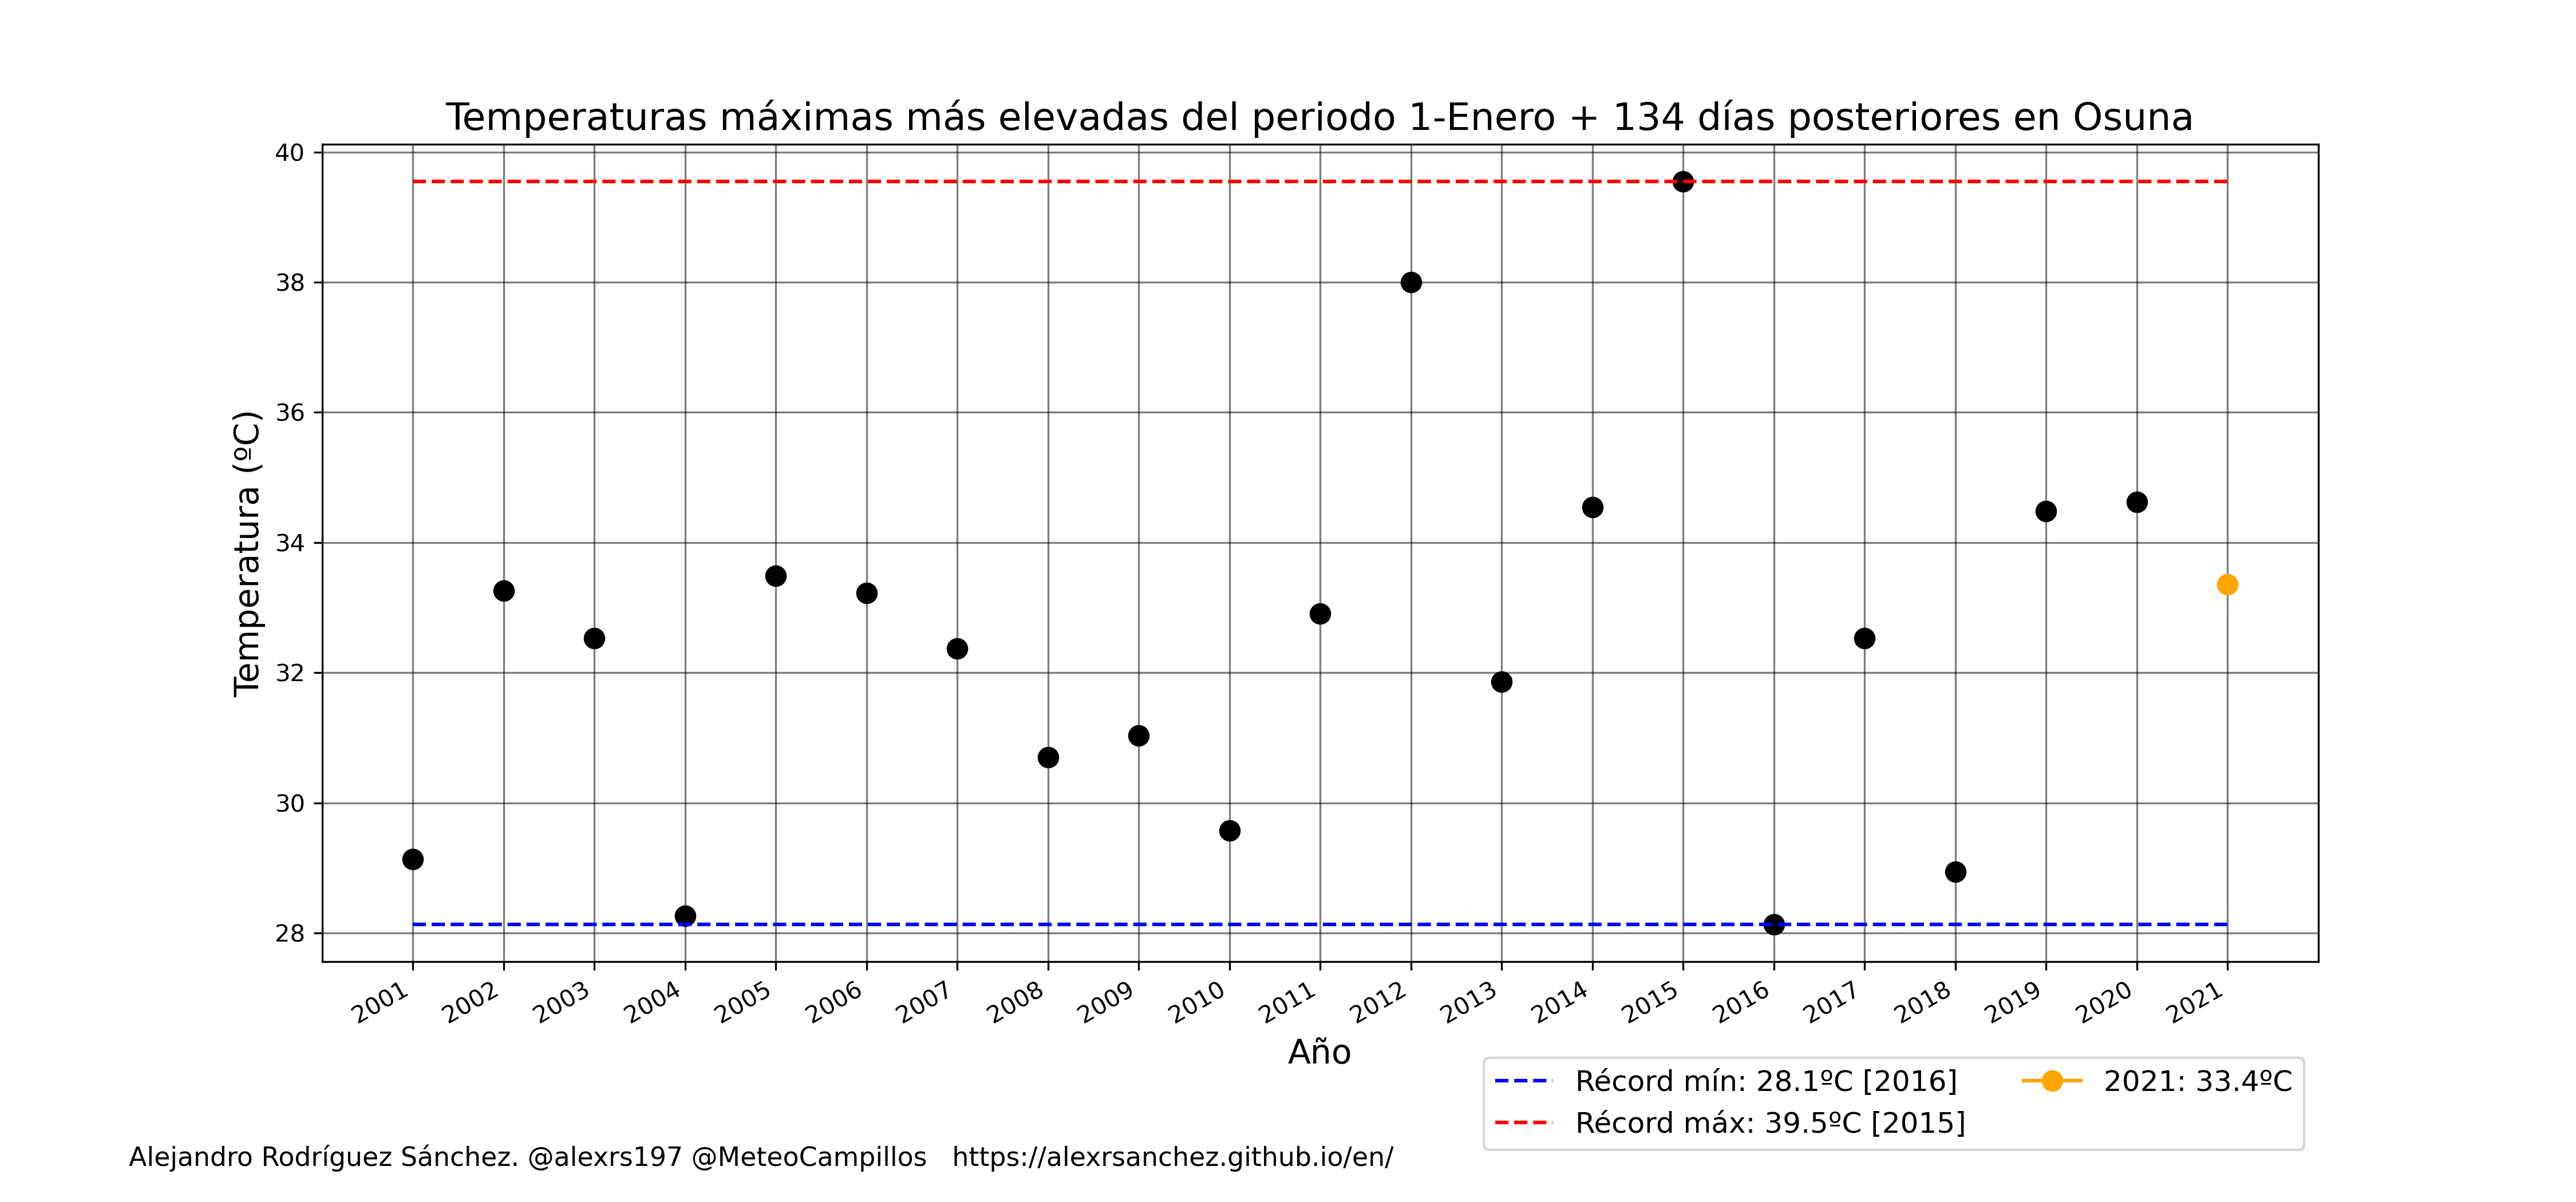 Temperaturas máximas más elevadas del periodo 1-Enero + 134 días posteriores en Osuna
Temperatura (ºC)
40
38
36
34
32
30
28
2001 2002 2003 2004 2005 2006 2007 2008 2009 2010 2011 2012 2013 2014 2015 2016 2017 2018 2019 2020 2021
Año
Récord mín: 28.1ºC [2016]
Récord máx: 39.5ºC [2015]
2021: 33.4ºC
Alejandro Rodríguez Sánchez. @alexrs197 @MeteoCampillos https://alexrsanchez.github.io/en/